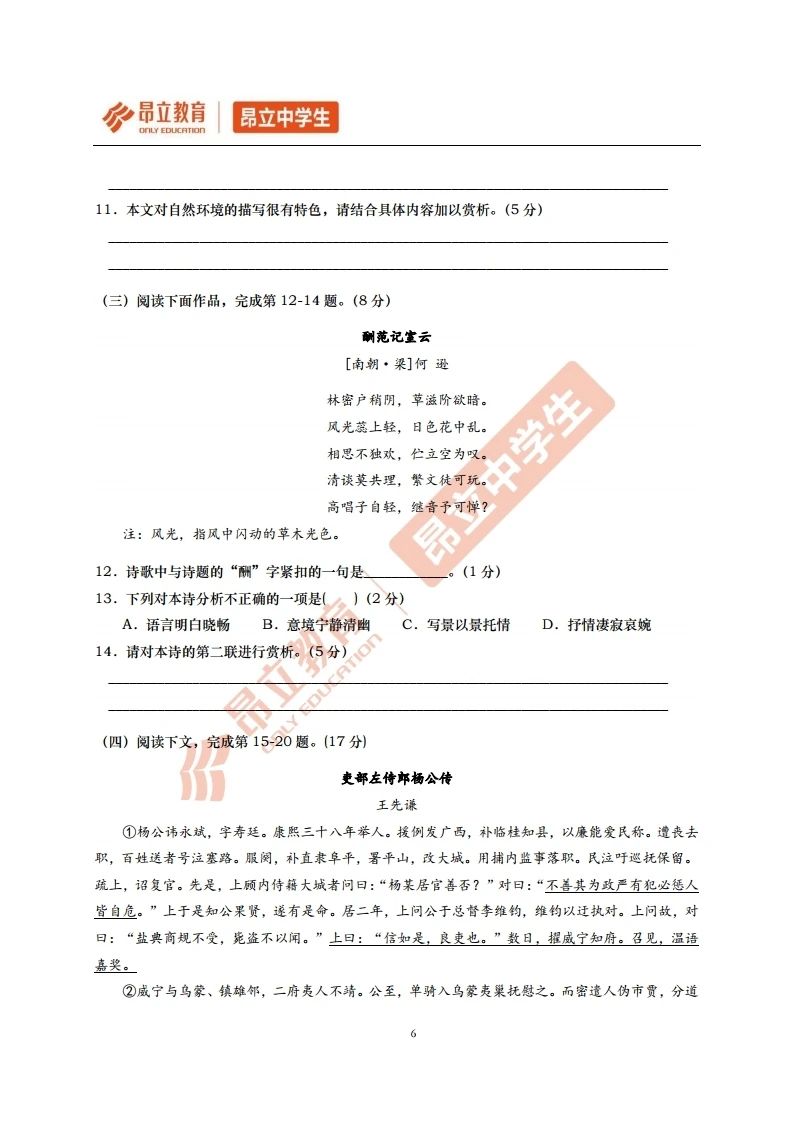 昂立教育 昂立中学生
ONLY EDUCATION
11．本文对自然环境的描写很有特色，请结合具体内容加以赏析。（5 分）
（三）阅读下面作品，完成第 12-14 题。（8 分）
酬范记室云
[南朝·梁]何 逊
林密户稍阴，草滋阶欲暗。
风光蕊上轻，日色花中乱。
相思不独欢，伫立空为叹。
清谈莫共理，繁文徒可玩。
高唱子自轻，继音予可惮？
注：风光，指风中闪动的草木光色。
12．诗歌中与诗题的“酬”字紧扣的一句是____________。（1 分）
13．下列对本诗分析不正确的一项是( )（2 分）
A．语言明白晓畅 B．意境宁静清幽 C．写景以景托情 D．抒情凄寂哀婉
14．请对本诗的第二联进行赏析。（5 分）
（四）阅读下文，完成第 15-20 题。(17 分)
吏部左侍郎杨公传
王先谦
①杨公讳永斌，字寿廷。康熙三十八年举人。拨例发广西，补临桂知县，以廉能爱民称。遭丧去
职，百姓送者号泣塞路。服阕，补直隶阜平，署平山，改大城。用捕内监事落职。民泣吁巡抚保留。
疏上，诏复官。先是，上顾内侍籍大城者问曰：“杨某居官善否？”对曰：“不善其为政严有犯必惩人
皆自危。”上于是知公果贤，遂有是命。居二年，上问公于总督李维钧，维钧以迂执对。上问故，对
曰：“盐典商规不受，毙盗不以闻。”上曰：“信如是，良吏也。”数日，擢威宁知府。召见，温语
嘉奖。
②威宁与乌蒙、镇雄邻，二府夷人不靖。公至，单骑入乌蒙夷巢抚慰之。而密遣人伪市贾，分道
6
昂立教育 昂立中学生
ONLY EDUCATION